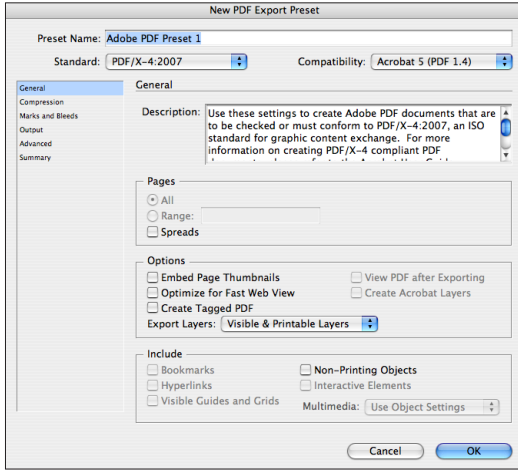 New PDF Export Preset
Preset Name: Adobe PDF Preset 1
Standard: PDF/X-4:2007 Compatibility: Acrobat 5 (PDF 1.4)
General
Compression
Marks and Bleeds
Output
Advanced
Summary
General
Description: Use these settings to create Adobe PDF documents that are
to be checked or must conform to PDF/X-4:2007, an ISO
standard for graphic content exchange. For more
information on creating PDF/X-4 compliant PDF
Pages
All
Range:
Spreads
Options
Embed Page Thumbnails View PDF after Exporting
Optimize for Fast Web View Create Acrobat Layers
Create Tagged PDF
Export Layers: Visible & Printable Layers
Include
Bookmarks Non-Printing Objects
Hyperlinks Interactive Elements
Visible Guides and Grids Multimedia: Use Object Settings
Cancel OK